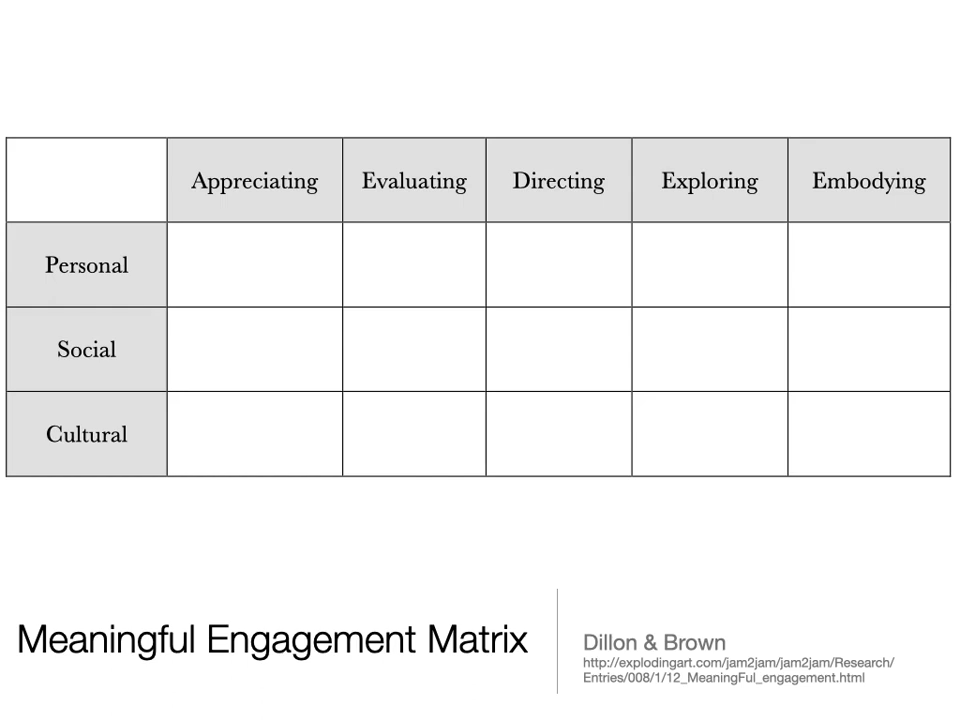 Appreciating Evaluating Directing Exploring Embodying
Personal
Social
Cultural
Meaningful Engagement Matrix
Dillon & Brown
http://explodingart.com/jam2jam/jam2jam/Research/
Entries/008/1/12_MeaningFul_engagement.html